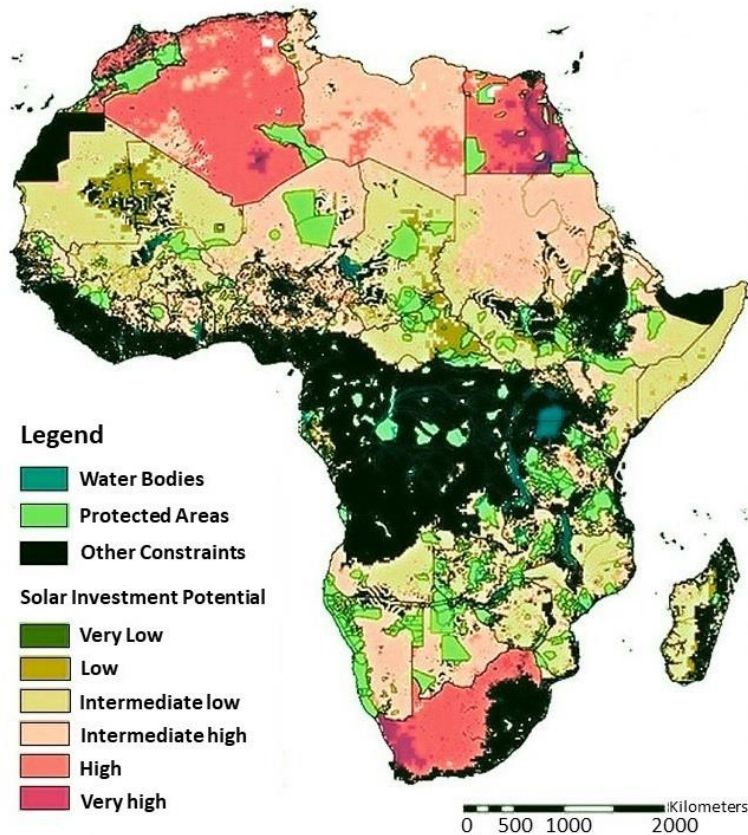 Legend
Water Bodies
Protected Areas
Other Constraints
Solar Investment Potential
Very Low
Low
Intermediate low
Intermediate high
High
Very high
Kilometers
0 500 1000 2000